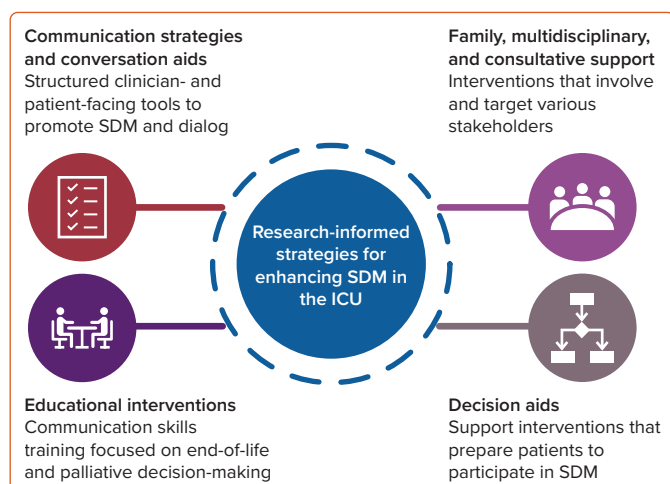 Communication strategies
and conversation aids
Structured clinician- and
patient-facing tools to
promote SDM and dialog
Family, multidisciplinary,
and consultative support
Interventions that involve
and target various
stakeholders
Research-informed
strategies for
enhancing SDM in
the ICU
Educational interventions
Communication skills
training focused on end-of-life
and palliative decision-making
Decision aids
Support interventions that
prepare patients to
participate in SDM